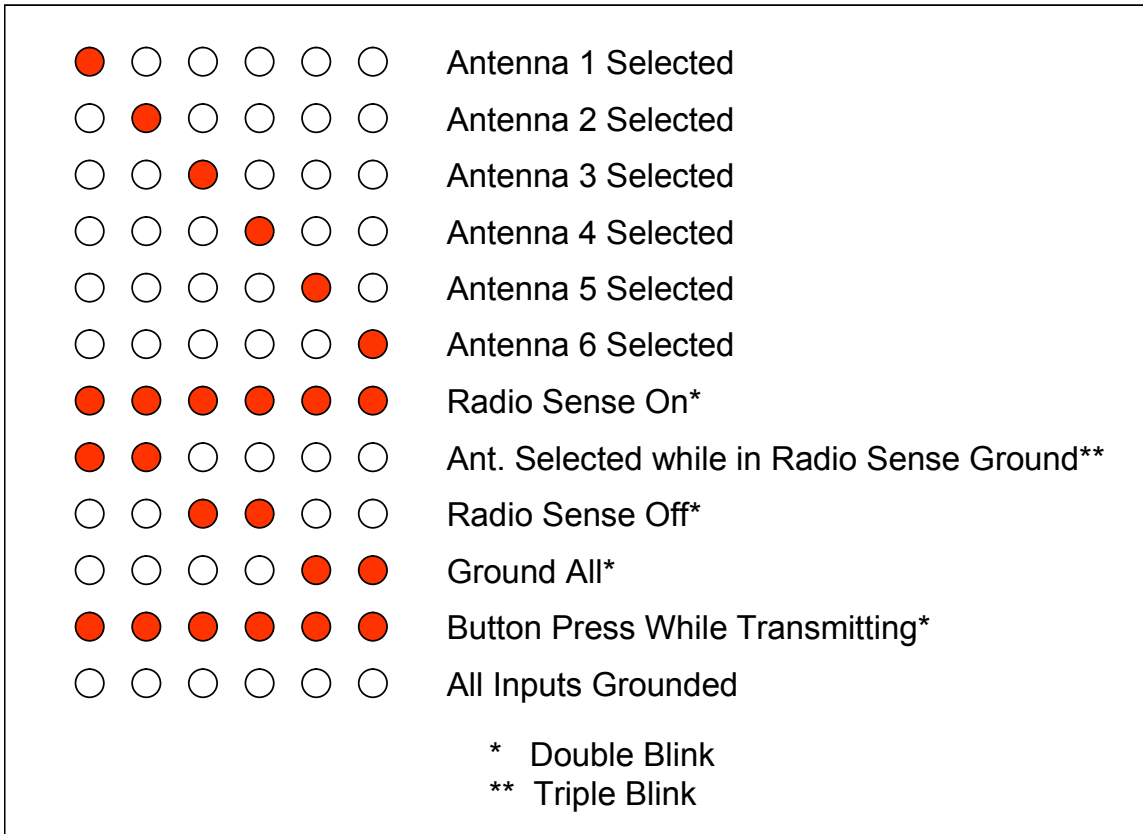 Antenna 1 Selected
Antenna 2 Selected
Antenna 3 Selected
Antenna 4 Selected
Antenna 5 Selected
Antenna 6 Selected
Radio Sense On*
Ant. Selected while in Radio Sense Ground**
Radio Sense Off*
Ground All*
Button Press While Transmitting*
All Inputs Grounded
* Double Blink
** Triple Blink